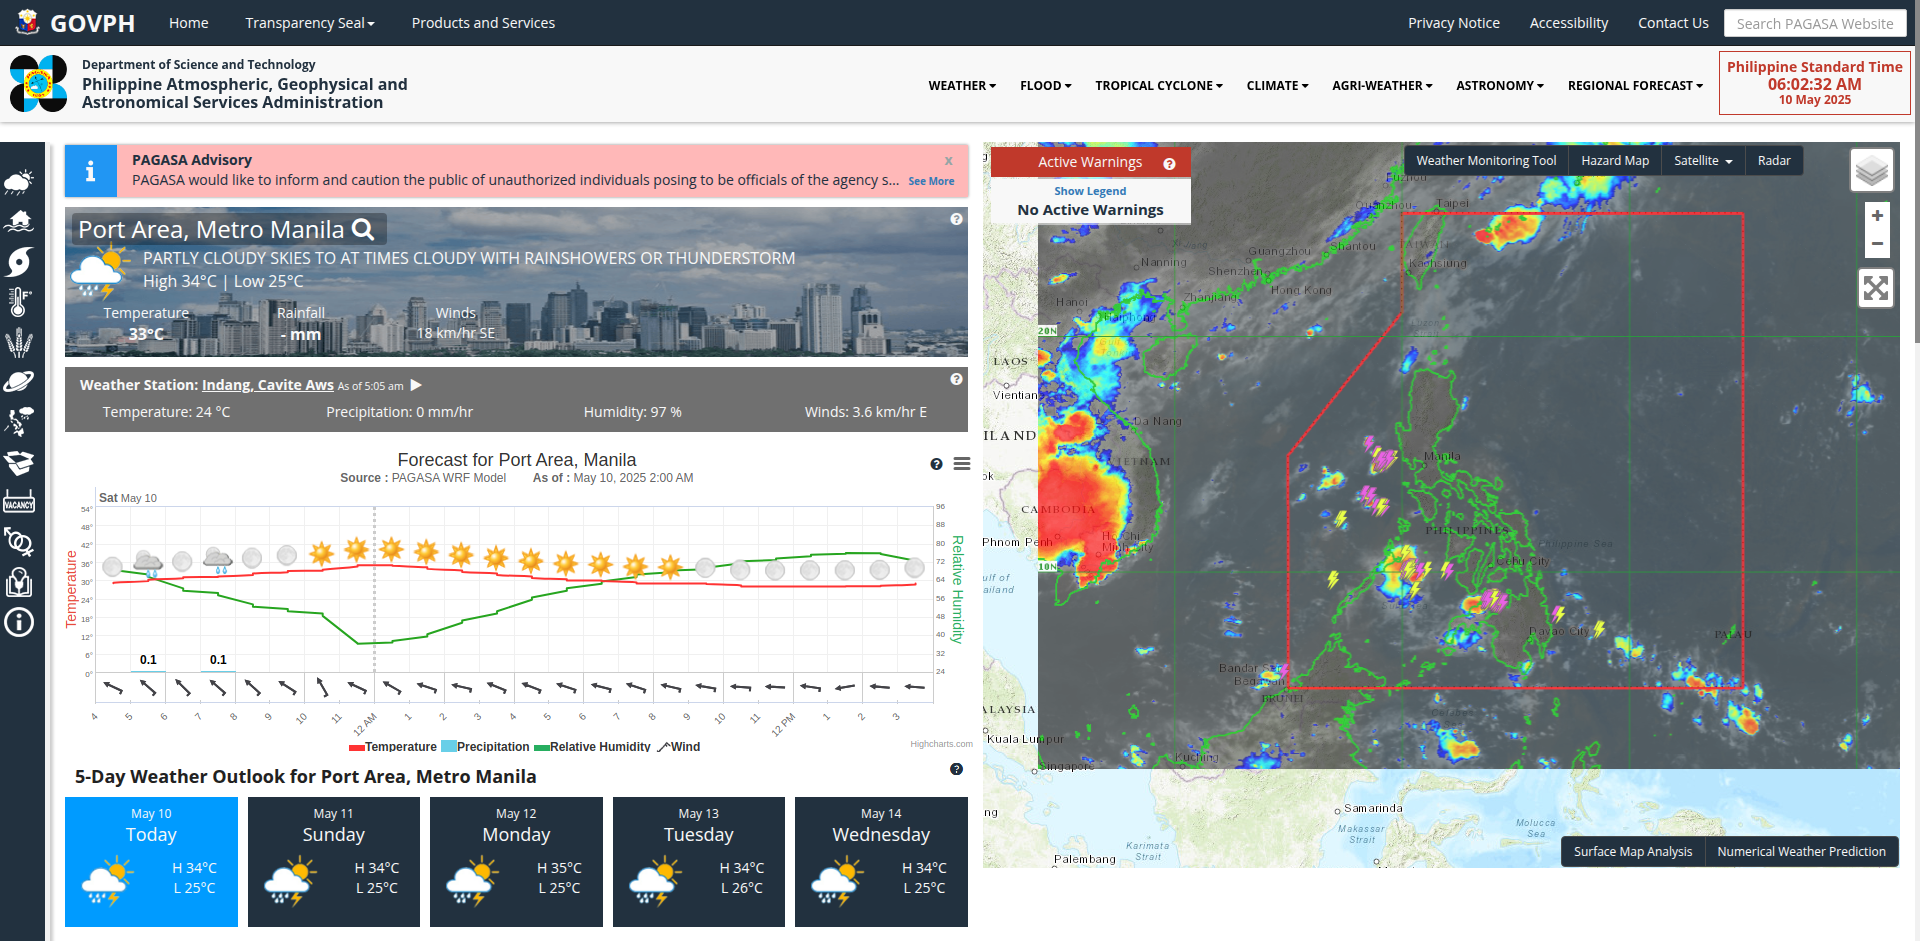 GOVPH
Home
Transparency Seal
Products and Services
Privacy Notice
Accessibility
Contact Us
Search PAGASA Website
Department of Science and Technology
Philippine Atmospheric, Geophysical and
Astronomical Services Administration
WEATHER
FLOOD
TROPICAL CYCLONE
CLIMATE
AGRI-WEATHER
ASTRONOMY
REGIONAL FORECAST
Philippine Standard Time
06:02:32 AM
10 May 2025
VACANCY
PAGASA Advisory
x
PAGASA would like to inform and caution the public of unauthorized individuals posing to be officials of the agency s... See More
Port Area, Metro Manila
PARTLY CLOUDY SKIES TO AT TIMES CLOUDY WITH RAINSHOWERS OR THUNDERSTORM
High 34°C | Low 25°C
Temperature
33°C
Rainfall
- mm
Winds
18 km/hr SE
Weather Station: Indang, Cavite Aws As of 5:05 am
Temperature: 24 °C
Precipitation: 0 mm/hr
Humidity: 97 %
Winds: 3.6 km/hr E
Forecast for Port Area, Manila
Source : PAGASA WRF Model As of : May 10, 2025 2:00 AM
Sat May 10
Temperature
54°
48°
42°
36°
30°
24°
18°
12°
6°
0°
0.1
0.1
96
88
80
72
64
56
48
40
32
24
Relative Humidity
4 5 6 7 8 9 10 11 12 AM 1 2 3 4 5 6 7 8 9 10 11 12 PM 1 2 3
Temperature Precipitation Relative Humidity Wind
Highcharts.com
5-Day Weather Outlook for Port Area, Metro Manila
May 10
Today
H 34°C
L 25°C
May 11
Sunday
H 34°C
L 25°C
May 12
Monday
H 35°C
L 25°C
May 13
Tuesday
H 34°C
L 26°C
May 14
Wednesday
H 34°C
L 25°C
Active Warnings
Show Legend
No Active Warnings
Weather Monitoring Tool
Hazard Map
Satellite
Radar
+
−
Fuzhou
Quanzhou
Taipei
Guangzhou
Shantou
TAIWAN
Nanning
Shenzhen
Kaohsiung
Hong Kong
Zhanjiang
Hanoi
Haiphong
20N
LAOS
Vientian
Da Nang
ILAND
VIETNAM
Manila
ok
CAMBODIA
PHILIPPINES
Phnom Penh
Ho Chi
Minh City
Philippine Sea
Cebu City
10N
ulf of
ailand
Davao City
PALAU
Bandar Seri
Begawan
BRUNEI
ALAYSIA
Celebes
Sea
Kuala Lumpur
Kuching
Singapore
Samarinda
ng
Makassar
Strait
Molucca
Sea
Karimata
Strait
Palembang
Surface Map Analysis
Numerical Weather Prediction